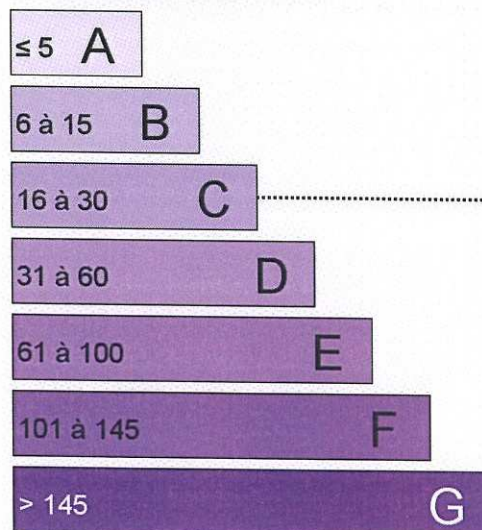 ≤ 5 A
6 à 15 B
16 à 30 C
31 à 60 D
61 à 100 E
101 à 145 F
> 145 G